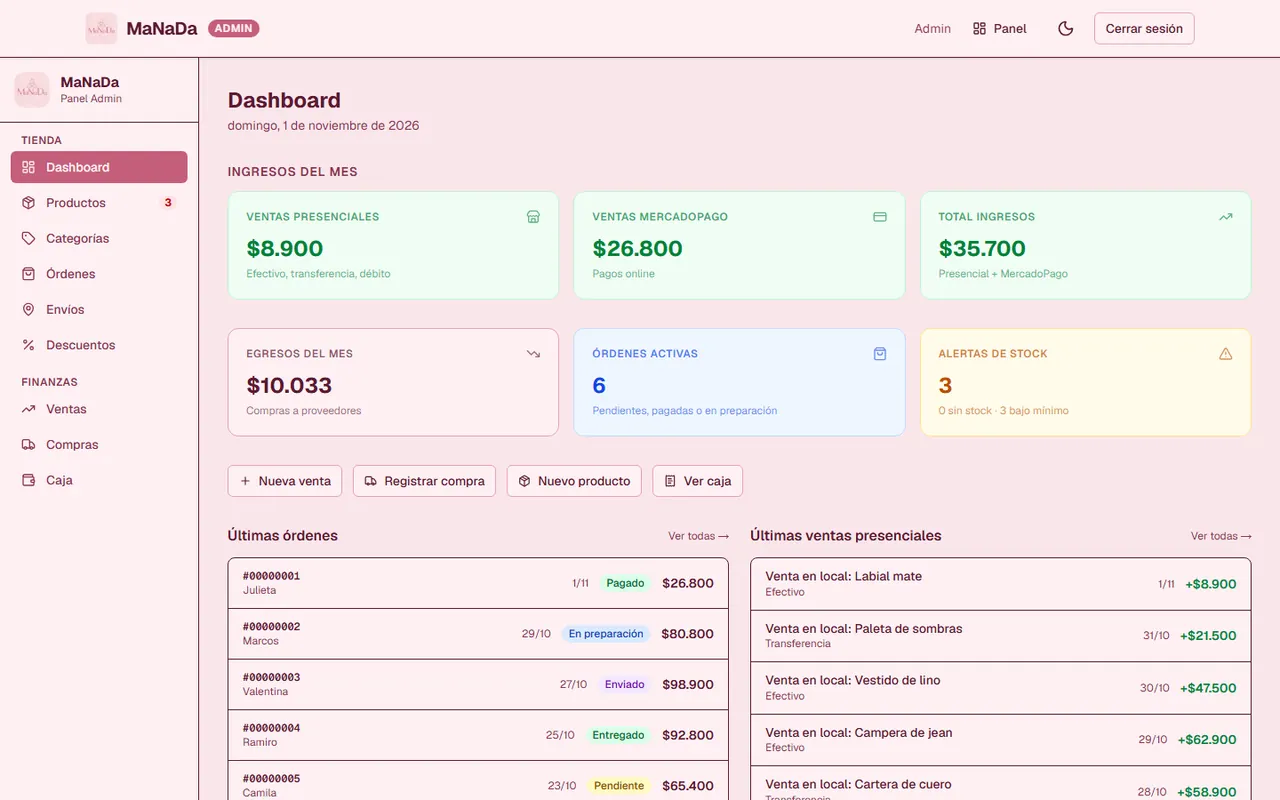 MaNaDa
MaNaDa ADMIN
Admin
Panel
Cerrar sesión
MaNaDa
MaNaDa
Panel Admin
TIENDA
Dashboard
Productos 3
Categorías
Órdenes
Envíos
Descuentos
FINANZAS
Ventas
Compras
Caja
Dashboard
domingo, 1 de noviembre de 2026
INGRESOS DEL MES
VENTAS PRESENCIALES
$8.900
Efectivo, transferencia, débito
VENTAS MERCADOPAGO
$26.800
Pagos online
TOTAL INGRESOS
$35.700
Presencial + MercadoPago
EGRESOS DEL MES
$10.033
Compras a proveedores
ÓRDENES ACTIVAS
6
Pendientes, pagadas o en preparación
ALERTAS DE STOCK
3
0 sin stock · 3 bajo mínimo
Nueva venta
Registrar compra
Nuevo producto
Ver caja
Últimas órdenes
Ver todas →
#00000001
Julieta
1/11 Pagado $26.800
#00000002
Marcos
29/10 En preparación $80.800
#00000003
Valentina
27/10 Enviado $98.900
#00000004
Ramiro
25/10 Entregado $92.800
#00000005
Camila
23/10 Pendiente $65.400
Últimas ventas presenciales
Ver todas →
Venta en local: Labial mate
Efectivo
1/11 +$8.900
Venta en local: Paleta de sombras
Transferencia
31/10 +$21.500
Venta en local: Vestido de lino
Efectivo
30/10 +$47.500
Venta en local: Campera de jean
Efectivo
29/10 +$62.900
Venta en local: Cartera de cuero
Transferencia
28/10 +$58.900